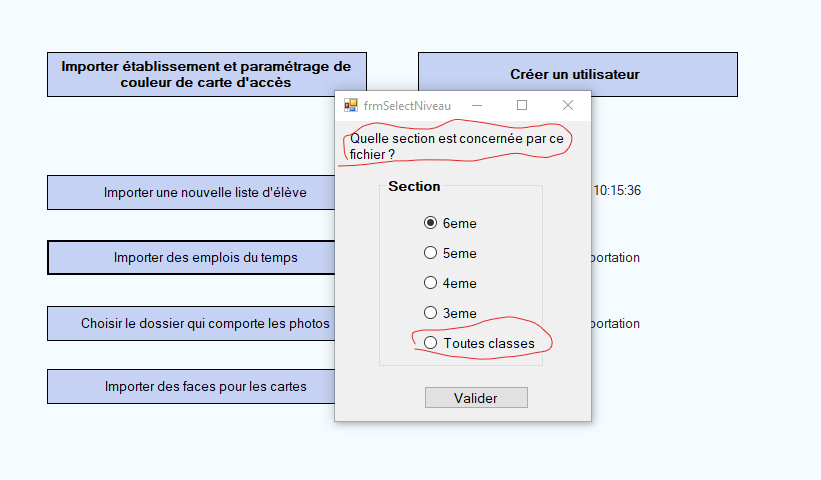 Importer établissement et paramétrage de
couleur de carte d'accès
Créer un utilisateur
frmSelectNiveau
Quelle section est concernée par ce
fichier ?
Section
6eme
5eme
4eme
3eme
Toutes classes
Valider
Importer une nouvelle liste d'élève
10:15:36
Importer des emplois du temps
Choisir le dossier qui comporte les photos
Importer des faces pour les cartes